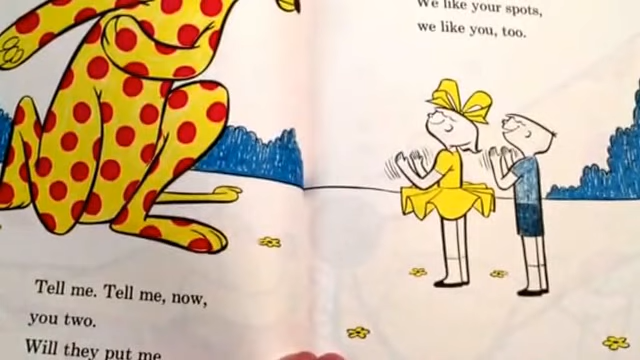 Tell me. Tell me, now,
you two.
Will they put me
We like your spots,
we like you, too.